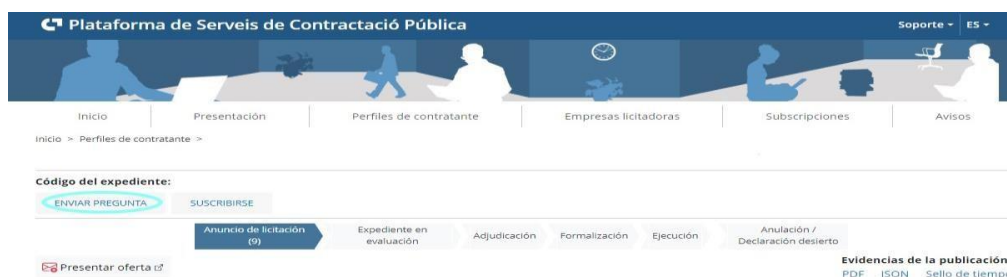 Plataforma de Serveis de Contractació Pública
Soporte
ES
Inicio
Presentación
Perfiles de contratante
Empresas licitadoras
Subscripciones
Avisos
inicio > Perfiles de contratante >
Código del expediente:
ENVIAR PREGUNTA
SUSCRIBIRSE
Anuncio de licitación
(9)
Expediente en
evaluación
Adjudicación
Formalización
Ejecución
Anulación /
Declaración desierto
Presentar oferta
Evidencias de la publicación
PDF JSON Sello de tiempo